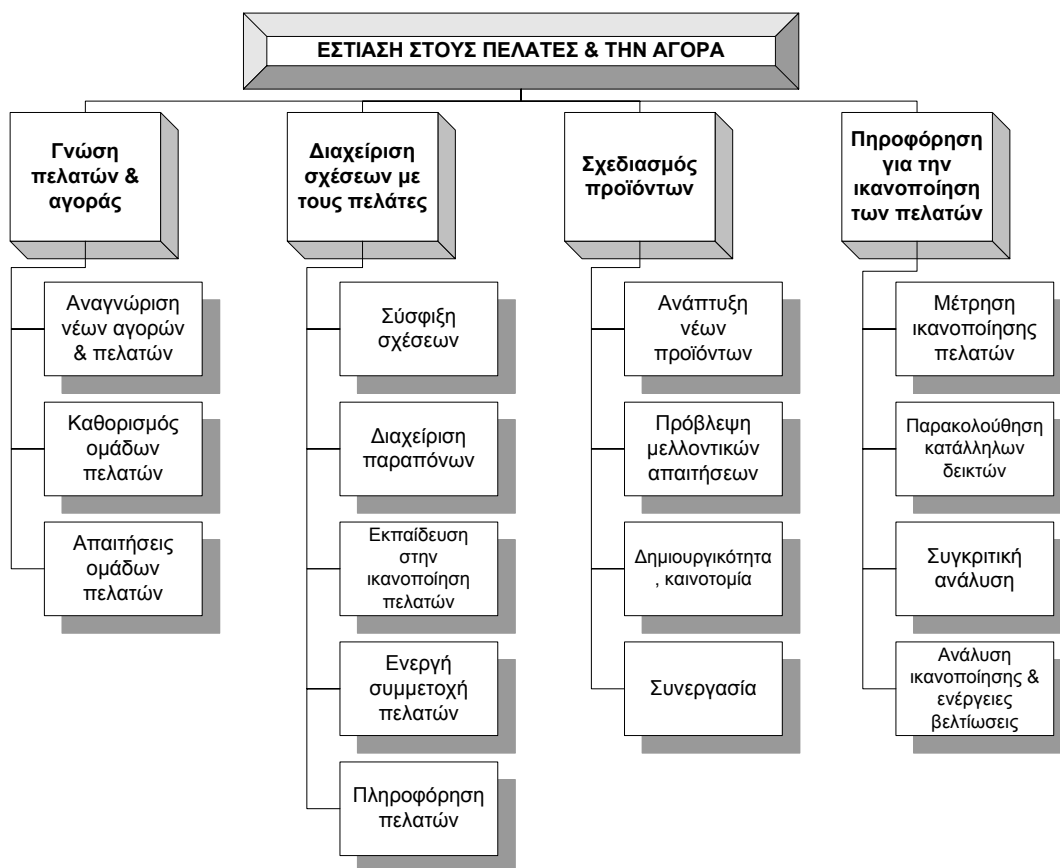 ΕΣΤΙΑΣΗ ΣΤΟΥΣ ΠΕΛΑΤΕΣ & ΤΗΝ ΑΓΟΡΑ
Γνώση
πελατών &
αγοράς
Αναγνώριση
νέων αγορών
& πελατών
Καθορισμός
ομάδων
πελατών
Απαιτήσεις
ομάδων
πελατών
Διαχείριση
σχέσεων με
τους πελάτες
Σύσφιξη
σχέσεων
Διαχείριση
παραπόνων
Εκπαίδευση
στην
ικανοποίηση
πελατών
Ενεργή
συμμετοχή
πελατών
Πληροφόρηση
πελατών
Σχεδιασμός
προϊόντων
Ανάπτυξη
νέων
προϊόντων
Πρόβλεψη
μελλοντικών
απαιτήσεων
Δημιουργικότητα
, καινοτομία
Συνεργασία
Πηροφόρηση
για την
ικανοποίηση
των πελατών
Μέτρηση
ικανοποίησης
πελατών
Παρακολούθηση
κατάλληλων
δεικτών
Συγκριτική
ανάλυση
Ανάλυση
ικανοποίησης &
ενέργειες
βελτίωσεις